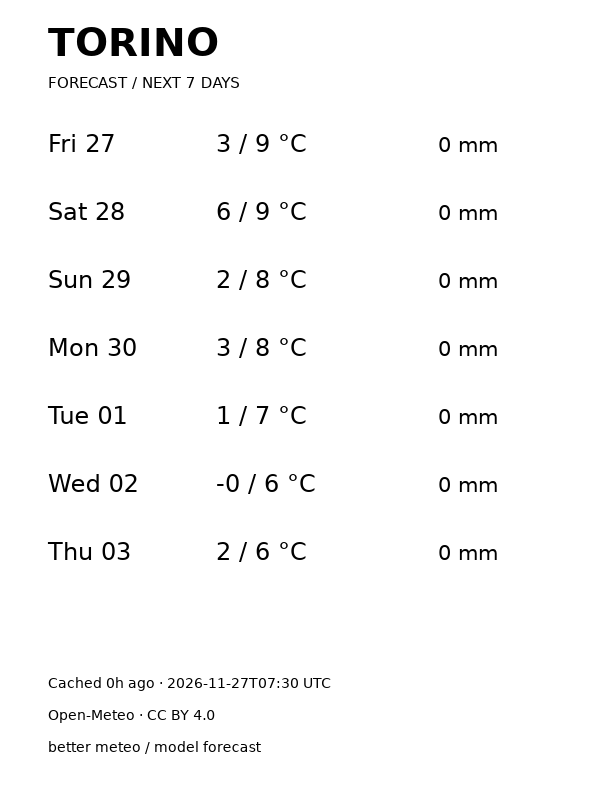 TORINO
FORECAST / NEXT 7 DAYS
Fri 27 3 / 9 °C 0 mm
Sat 28 6 / 9 °C 0 mm
Sun 29 2 / 8 °C 0 mm
Mon 30 3 / 8 °C 0 mm
Tue 01 1 / 7 °C 0 mm
Wed 02 -0 / 6 °C 0 mm
Thu 03 2 / 6 °C 0 mm
Cached 0h ago · 2026-11-27T07:30 UTC
Open-Meteo · CC BY 4.0
better meteo / model forecast